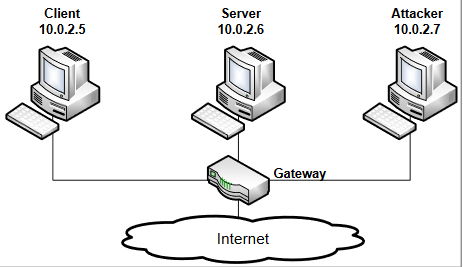 Client
10.0.2.5
Server
10.0.2.6
Attacker
10.0.2.7
Gateway
Internet